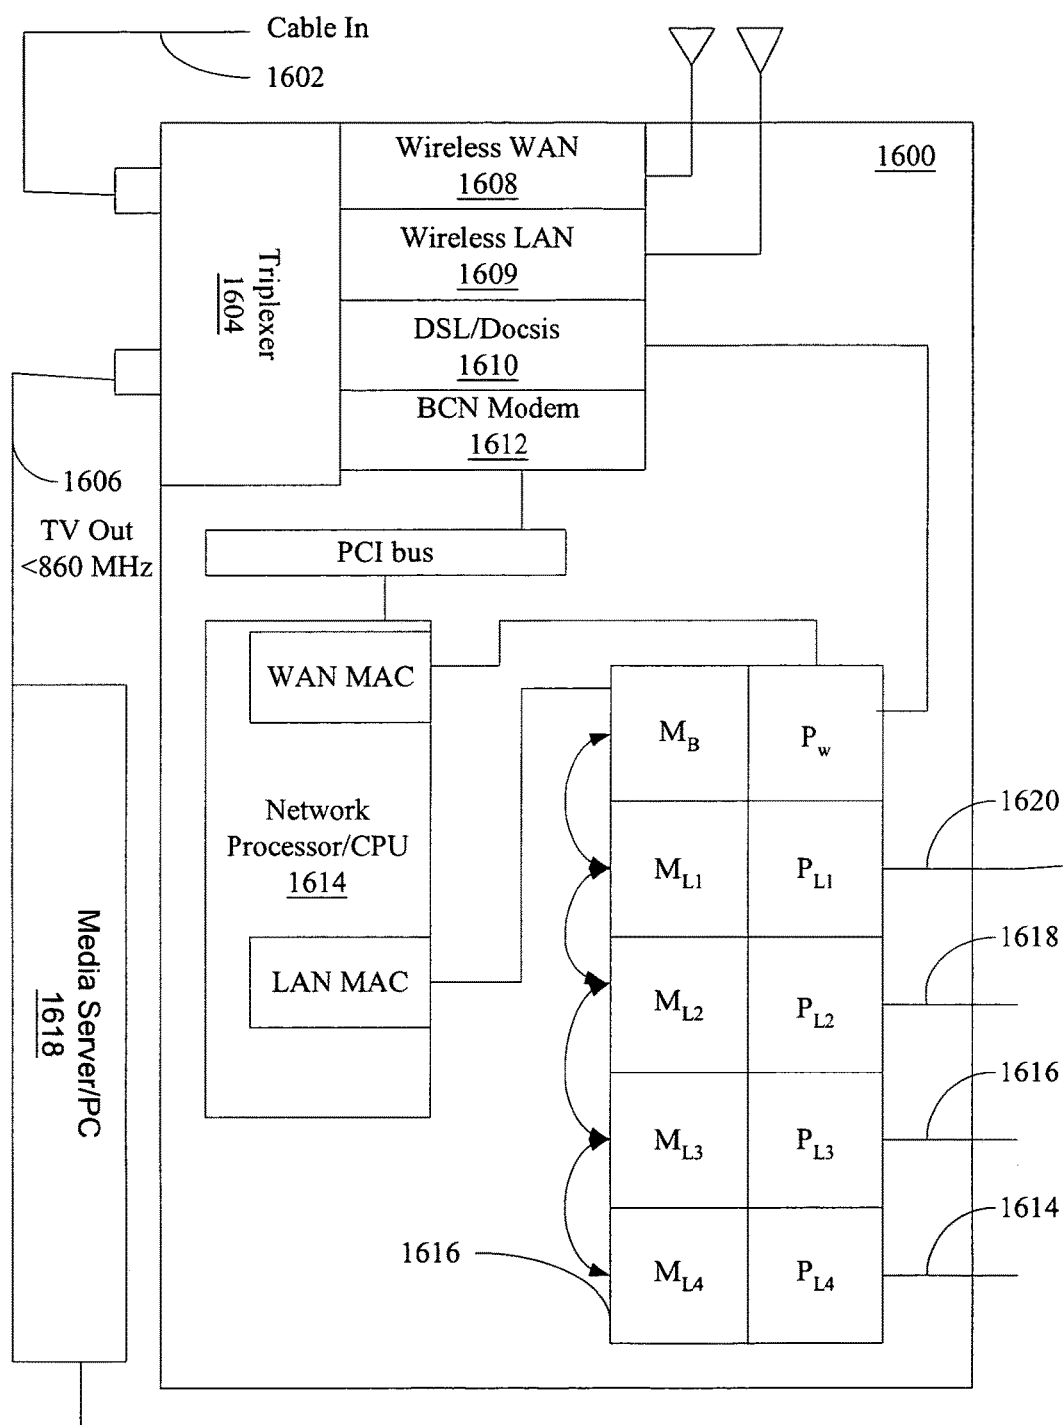 Cable In
1602
1600
Wireless WAN
1608
Wireless LAN
1609
DSL/Docsis
1610
BCN Modem
1612
Triplexer
1604
1606
TV Out
<860 MHz
PCI bus
WAN MAC
Network
Processor/CPU
1614
LAN MAC
Media Server/PC
1618
M_B P_w
M_L1 P_L1
M_L2 P_L2
M_L3 P_L3
M_L4 P_L4
1620
1618
1616
1614
1616